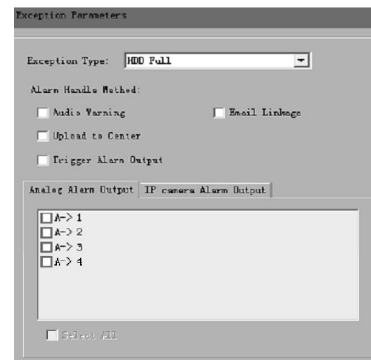 Exception Parameters
Exception Type: HDD Full
Alarm Handle Method:
Audio Warning Email Linkage
Upload to Center
Trigger Alarm Output
Analog Alarm Output IP camera Alarm Output
A-> 1
A-> 2
A-> 3
A-> 4
Select All